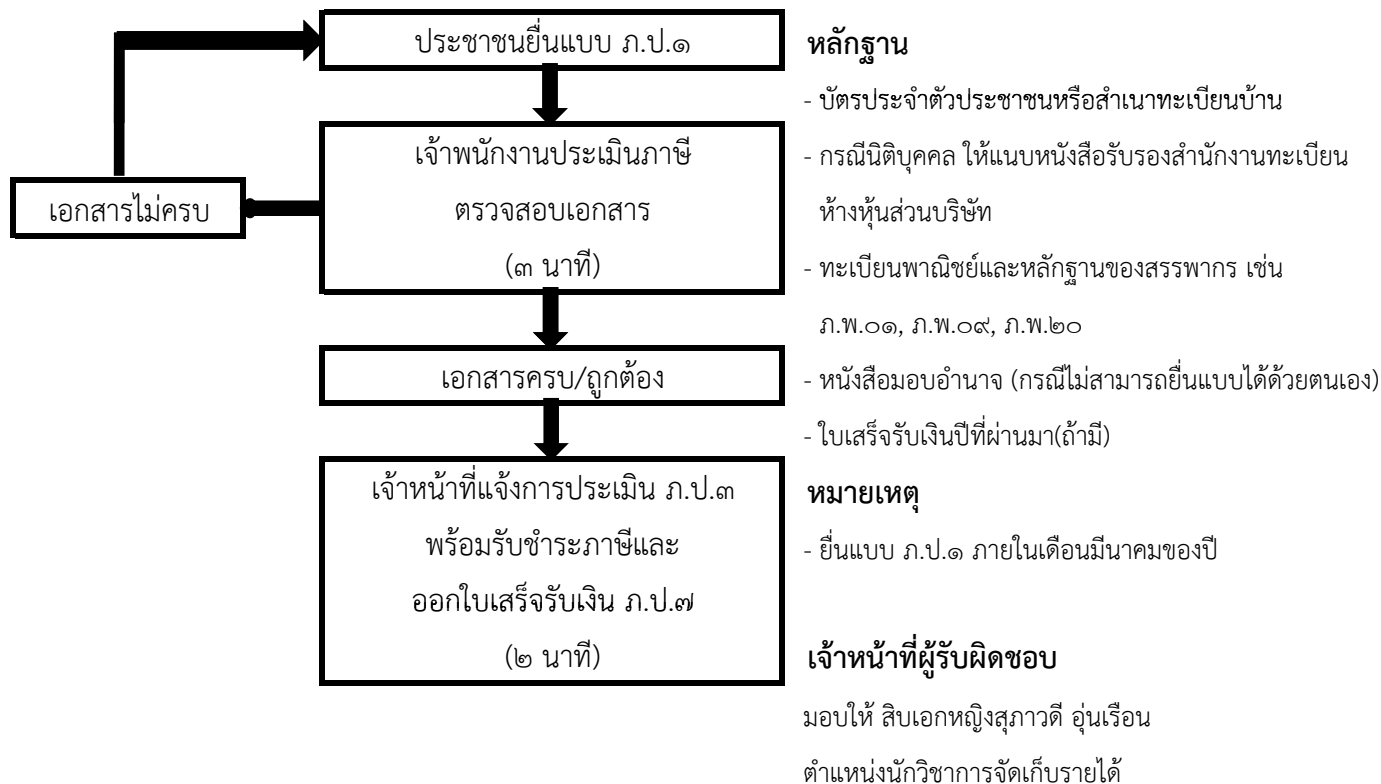 ประชาชนยื่นแบบ ภ.ป.๑
เจ้าพนักงานประเมินภาษี
ตรวจสอบเอกสาร
(๓ นาที)
เอกสารไม่ครบ
เอกสารครบ/ถูกต้อง
เจ้าหน้าที่แจ้งการประเมิน ภ.ป.๓
พร้อมรับชำระภาษีและ
ออกใบเสร็จรับเงิน ภ.ป.๗
(๒ นาที)
หลักฐาน
- บัตรประจำตัวประชาชนหรือสำเนาทะเบียนบ้าน
- กรณีนิติบุคคล ให้แนบหนังสือรับรองสำนักงานทะเบียน
ห้างหุ้นส่วนบริษัท
- ทะเบียนพาณิชย์และหลักฐานของสรรพากร เช่น
ภ.พ.๐๑, ภ.พ.๐๙, ภ.พ.๒๐
- หนังสือมอบอำนาจ (กรณีไม่สามารถยื่นแบบได้ด้วยตนเอง)
- ใบเสร็จรับเงินปีที่ผ่านมา(ถ้ามี)
หมายเหตุ
- ยื่นแบบ ภ.ป.๑ ภายในเดือนมีนาคมของปี
เจ้าหน้าที่ผู้รับผิดชอบ
มอบให้ สิบเอกหญิงสุภาวดี อุ่นเรือน
ตำแหน่งนักวิชาการจัดเก็บรายได้